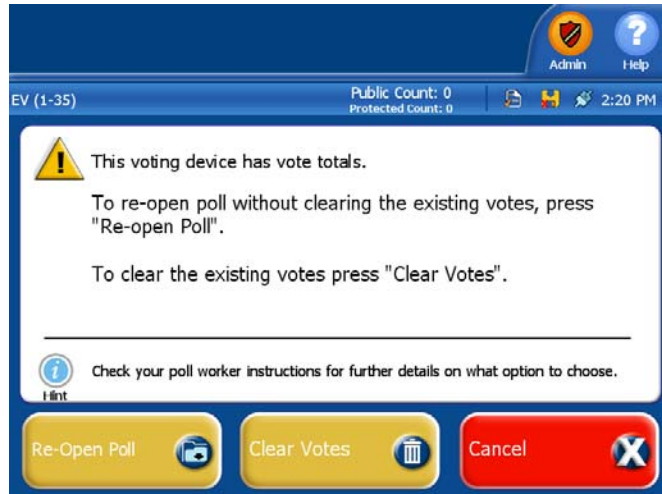 Admin Help
EV (1-35) Public Count: 0 2:20 PM
Protected Count: 0
This voting device has vote totals.
To re-open poll without clearing the existing votes, press
"Re-open Poll".
To clear the existing votes press "Clear Votes".
Check your poll worker instructions for further details on what option to choose.
Hint
Re-Open Poll Clear Votes Cancel